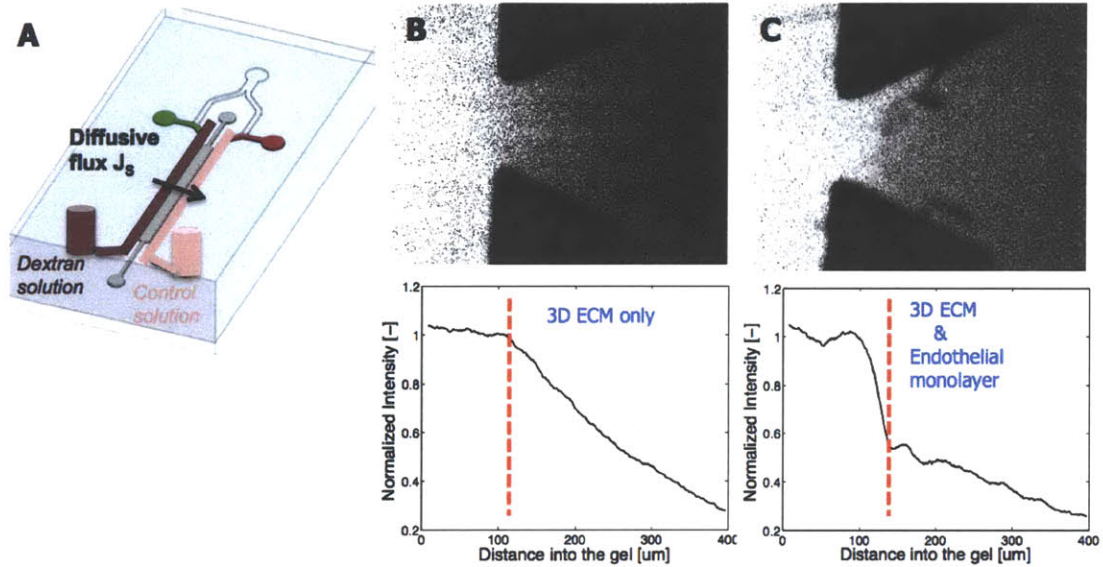 A
Diffusive
flux Js
Dextran
solution
Control
solution
B
1.2
1
0.8
0.6
0.4
0.2
Normalized Intensity [–]
3D ECM only
0
100
200
300
400
Distance into the gel [um]
C
1.2
1
0.8
0.6
0.4
0.2
Normalized Intensity [–]
3D ECM
&
Endothelial
monolayer
0
100
200
300
400
Distance into the gel [um]